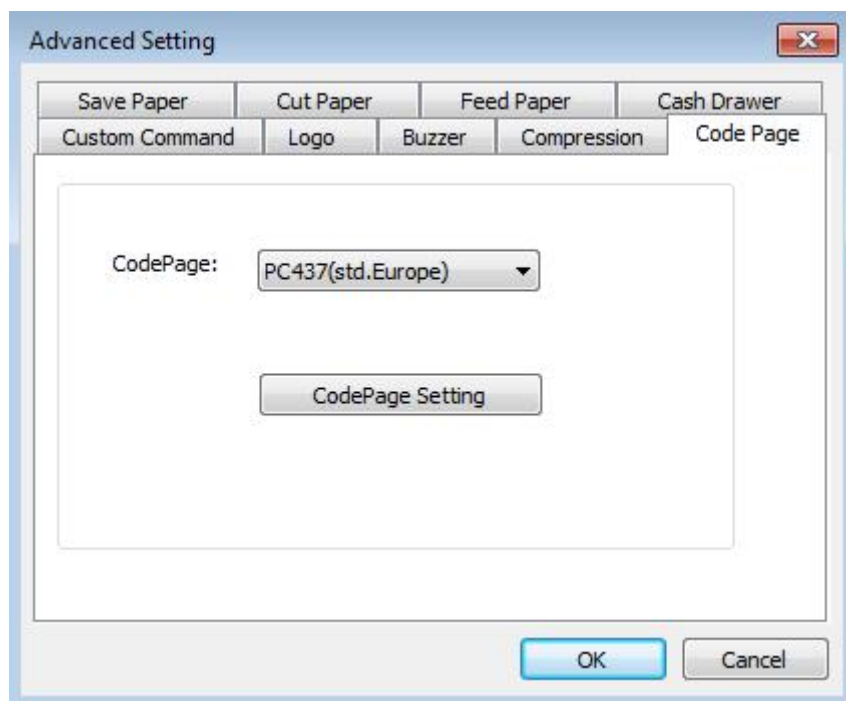 Advanced Setting
Save Paper Cut Paper Feed Paper Cash Drawer
Custom Command Logo Buzzer Compression Code Page
CodePage: PC437(std.Europe)
CodePage Setting
OK Cancel